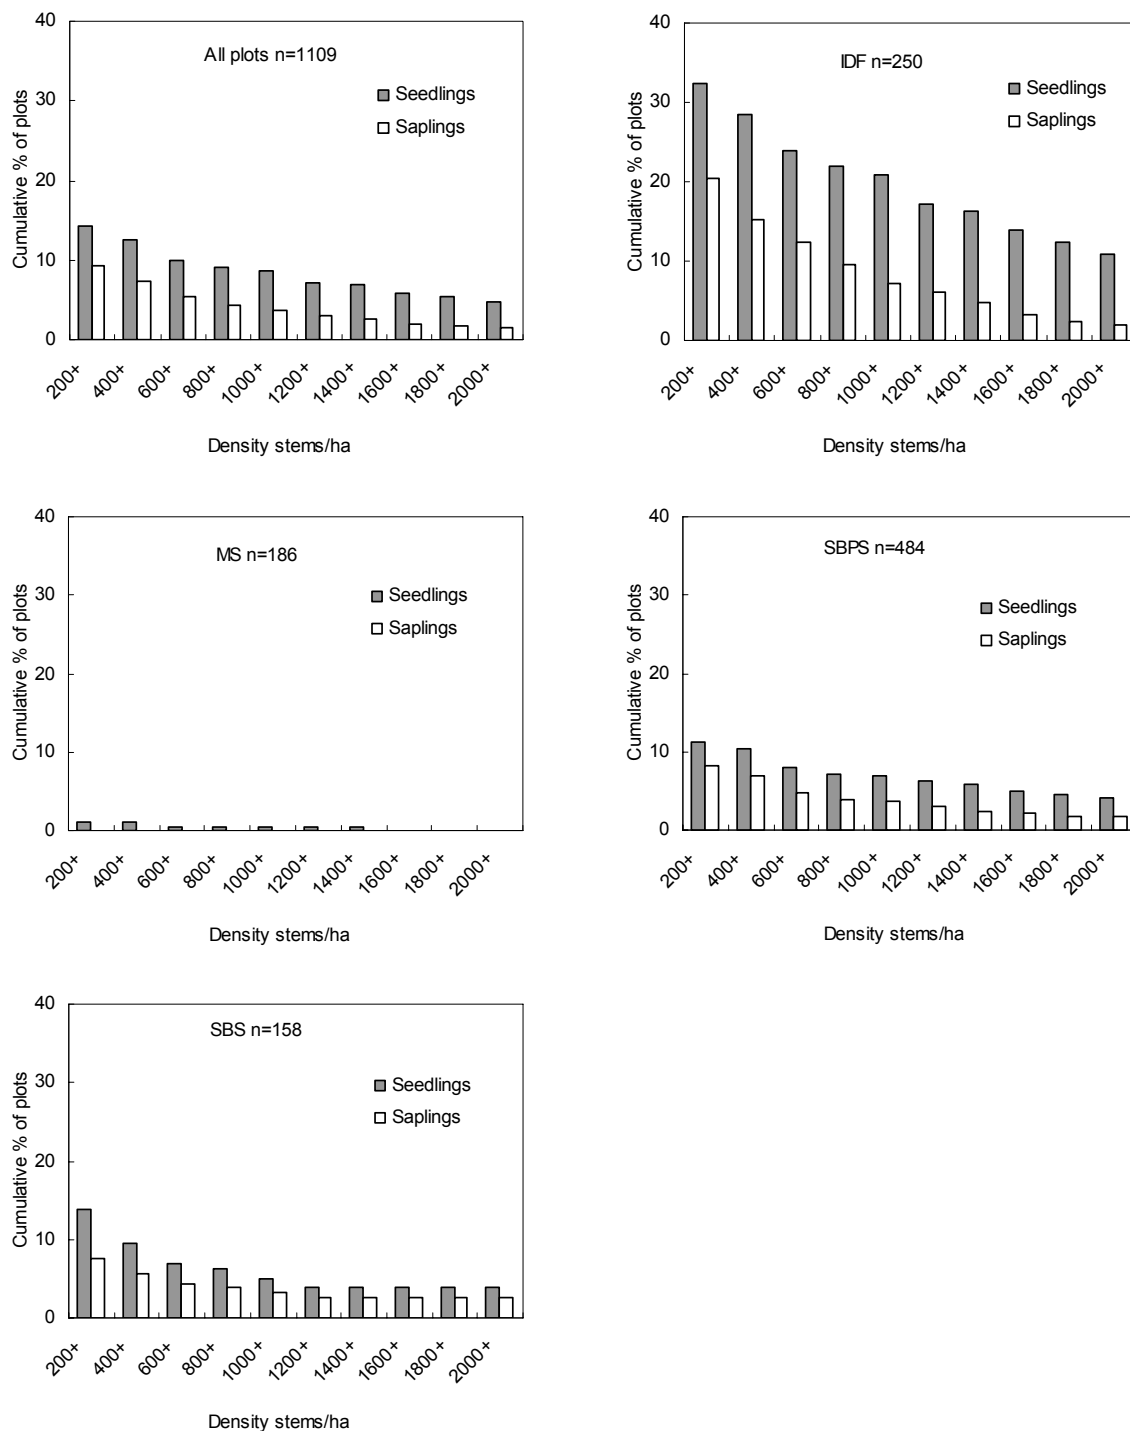 All plots n=1109
Seedlings
Saplings
Cumulative % of plots
40
30
20
10
0
200+ 400+ 600+ 800+ 1000+ 1200+ 1400+ 1600+ 1800+ 2000+
Density stems/ha
IDF n=250
Seedlings
Saplings
Cumulative % of plots
40
30
20
10
0
200+ 400+ 600+ 800+ 1000+ 1200+ 1400+ 1600+ 1800+ 2000+
Density stems/ha
MS n=186
Seedlings
Saplings
Cumulative % of plots
40
30
20
10
0
200+ 400+ 600+ 800+ 1000+ 1200+ 1400+ 1600+ 1800+ 2000+
Density stems/ha
SBPS n=484
Seedlings
Saplings
Cumulative % of plots
40
30
20
10
0
200+ 400+ 600+ 800+ 1000+ 1200+ 1400+ 1600+ 1800+ 2000+
Density stems/ha
SBS n=158
Seedlings
Saplings
Cumulative % of plots
40
30
20
10
0
200+ 400+ 600+ 800+ 1000+ 1200+ 1400+ 1600+ 1800+ 2000+
Density stems/ha